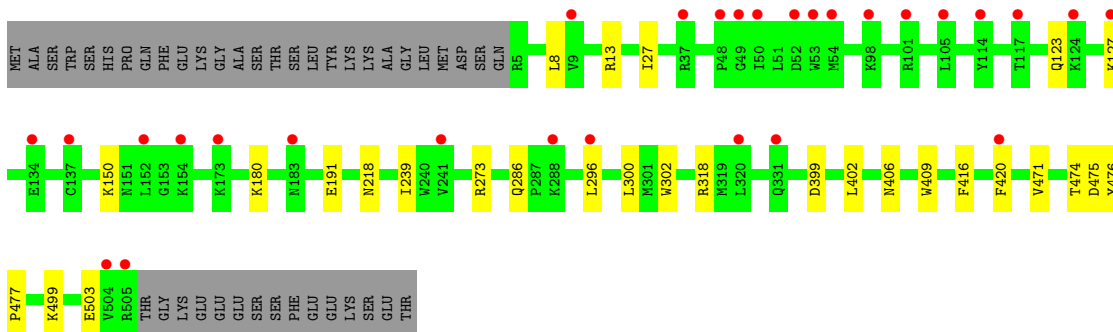 MET ALA SER TRP SER HIS PRO GLN PHE GLU LYS GLY ALA SER THR SER LEU TYR LYS LYS ALA GLY LEU MET ASP SER GLN R5 L8 V9 R13 I27 R37 P48 G49 I50 L51 D52 W53 M54 K98 R101 L105 Y114 T117 Q123 K124 K127
E134 C137 K150 N151 L152 G153 K154 K173 K180 N183 E191 N218 I239 W240 V241 R273 Q286 P287 K288 L296 L300 M301 W302 R318 M319 L320 Q331 D399 L402 N406 W409 F416 F420 V471 T474 D475 Y476
P477 K499 E503 V504 R505 THR GLY LYS GLU GLU GLU SER SER PHE GLU GLU LYS SER GLU THR